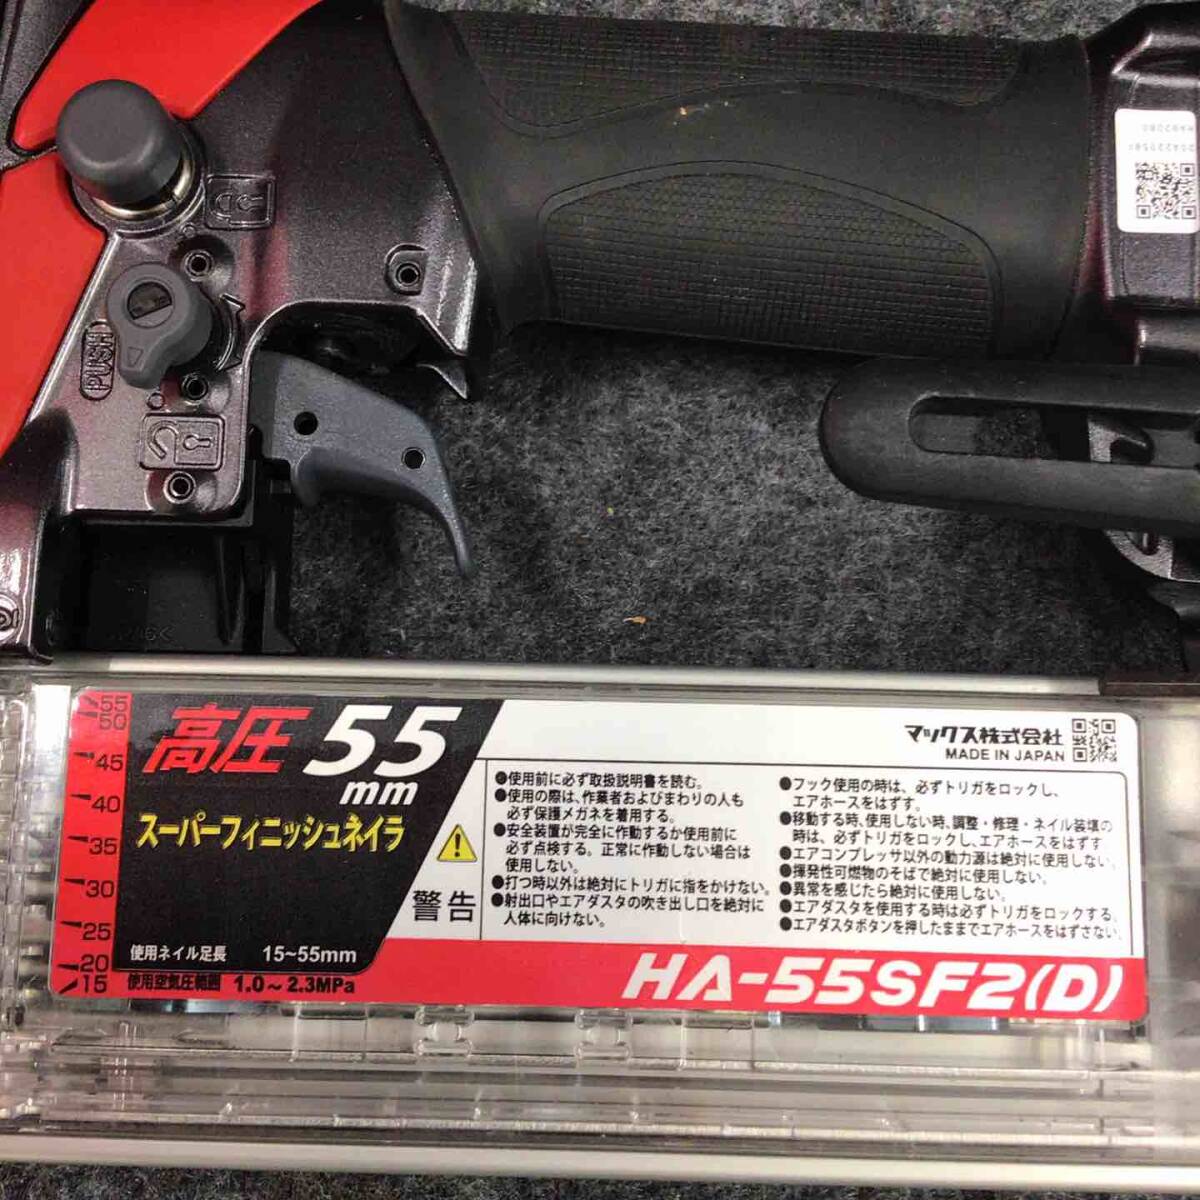 PUSH
55
50
45
40
35
30
25
20
15
高圧 55
mm
スーパーフィニッシュネイラ
使用ネイル足長 15~55mm
使用空気圧範囲 1.0~2.3MPa
警告
マックス株式会社
MADE IN JAPAN
●使用前に必ず取扱説明書を読む。
●使用の際は、作業者およびまわりの人も
必ず保護メガネを着用する。
●安全装置が完全に作動するか使用前に
必ず点検する。正常に作動しない場合は
使用しない。
●打つ時以外は絶対にトリガに指をかけない。
●射出口やエアダスタの吹き出し口を絶対に
人体に向けない。
●フック使用の時は、必ずトリガをロックし、
エアホースをはずす。
●移動する時、使用しない時、調整・修理・ネイル装填の
時は、必ずトリガをロックし、エアホースをはずす
●エアコンプレッサ以外の動力源は絶対に使用しない。
●揮発性可燃物のそばで絶対に使用しない。
●異常を感じたら絶対に使用しない。
●エアダスタを使用する時は必ずトリガをロックする。
●エアダスタボタンを押したままでエアホースをはずさない。
HA-55SF2(D)